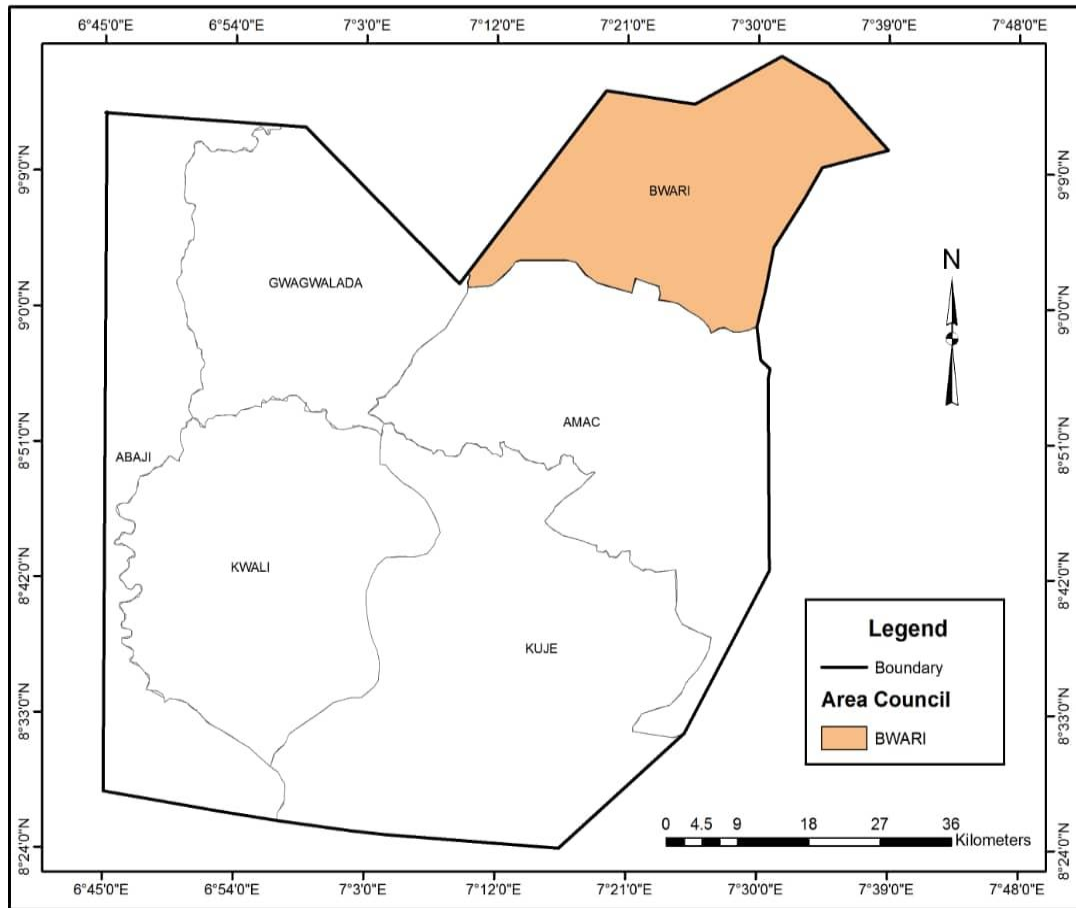 6°45'0"E 6°54'0"E 7°3'0"E 7°12'0"E 7°21'0"E 7°30'0"E 7°39'0"E 7°48'0"E
9°9'0"N 9°9'0"N
BWARI
N
GWAGWALADA
9°0'0"N 9°0'0"N
AMAC
8°51'0"N 8°51'0"N
ABAJI
KWALI
8°42'0"N 8°42'0"N
Legend
KUJE
Boundary
Area Council
8°33'0"N 8°33'0"N
BWARI
0 4.5 9 18 27 36
Kilometers
8°24'0"N 8°24'0"N
6°45'0"E 6°54'0"E 7°3'0"E 7°12'0"E 7°21'0"E 7°30'0"E 7°39'0"E 7°48'0"E